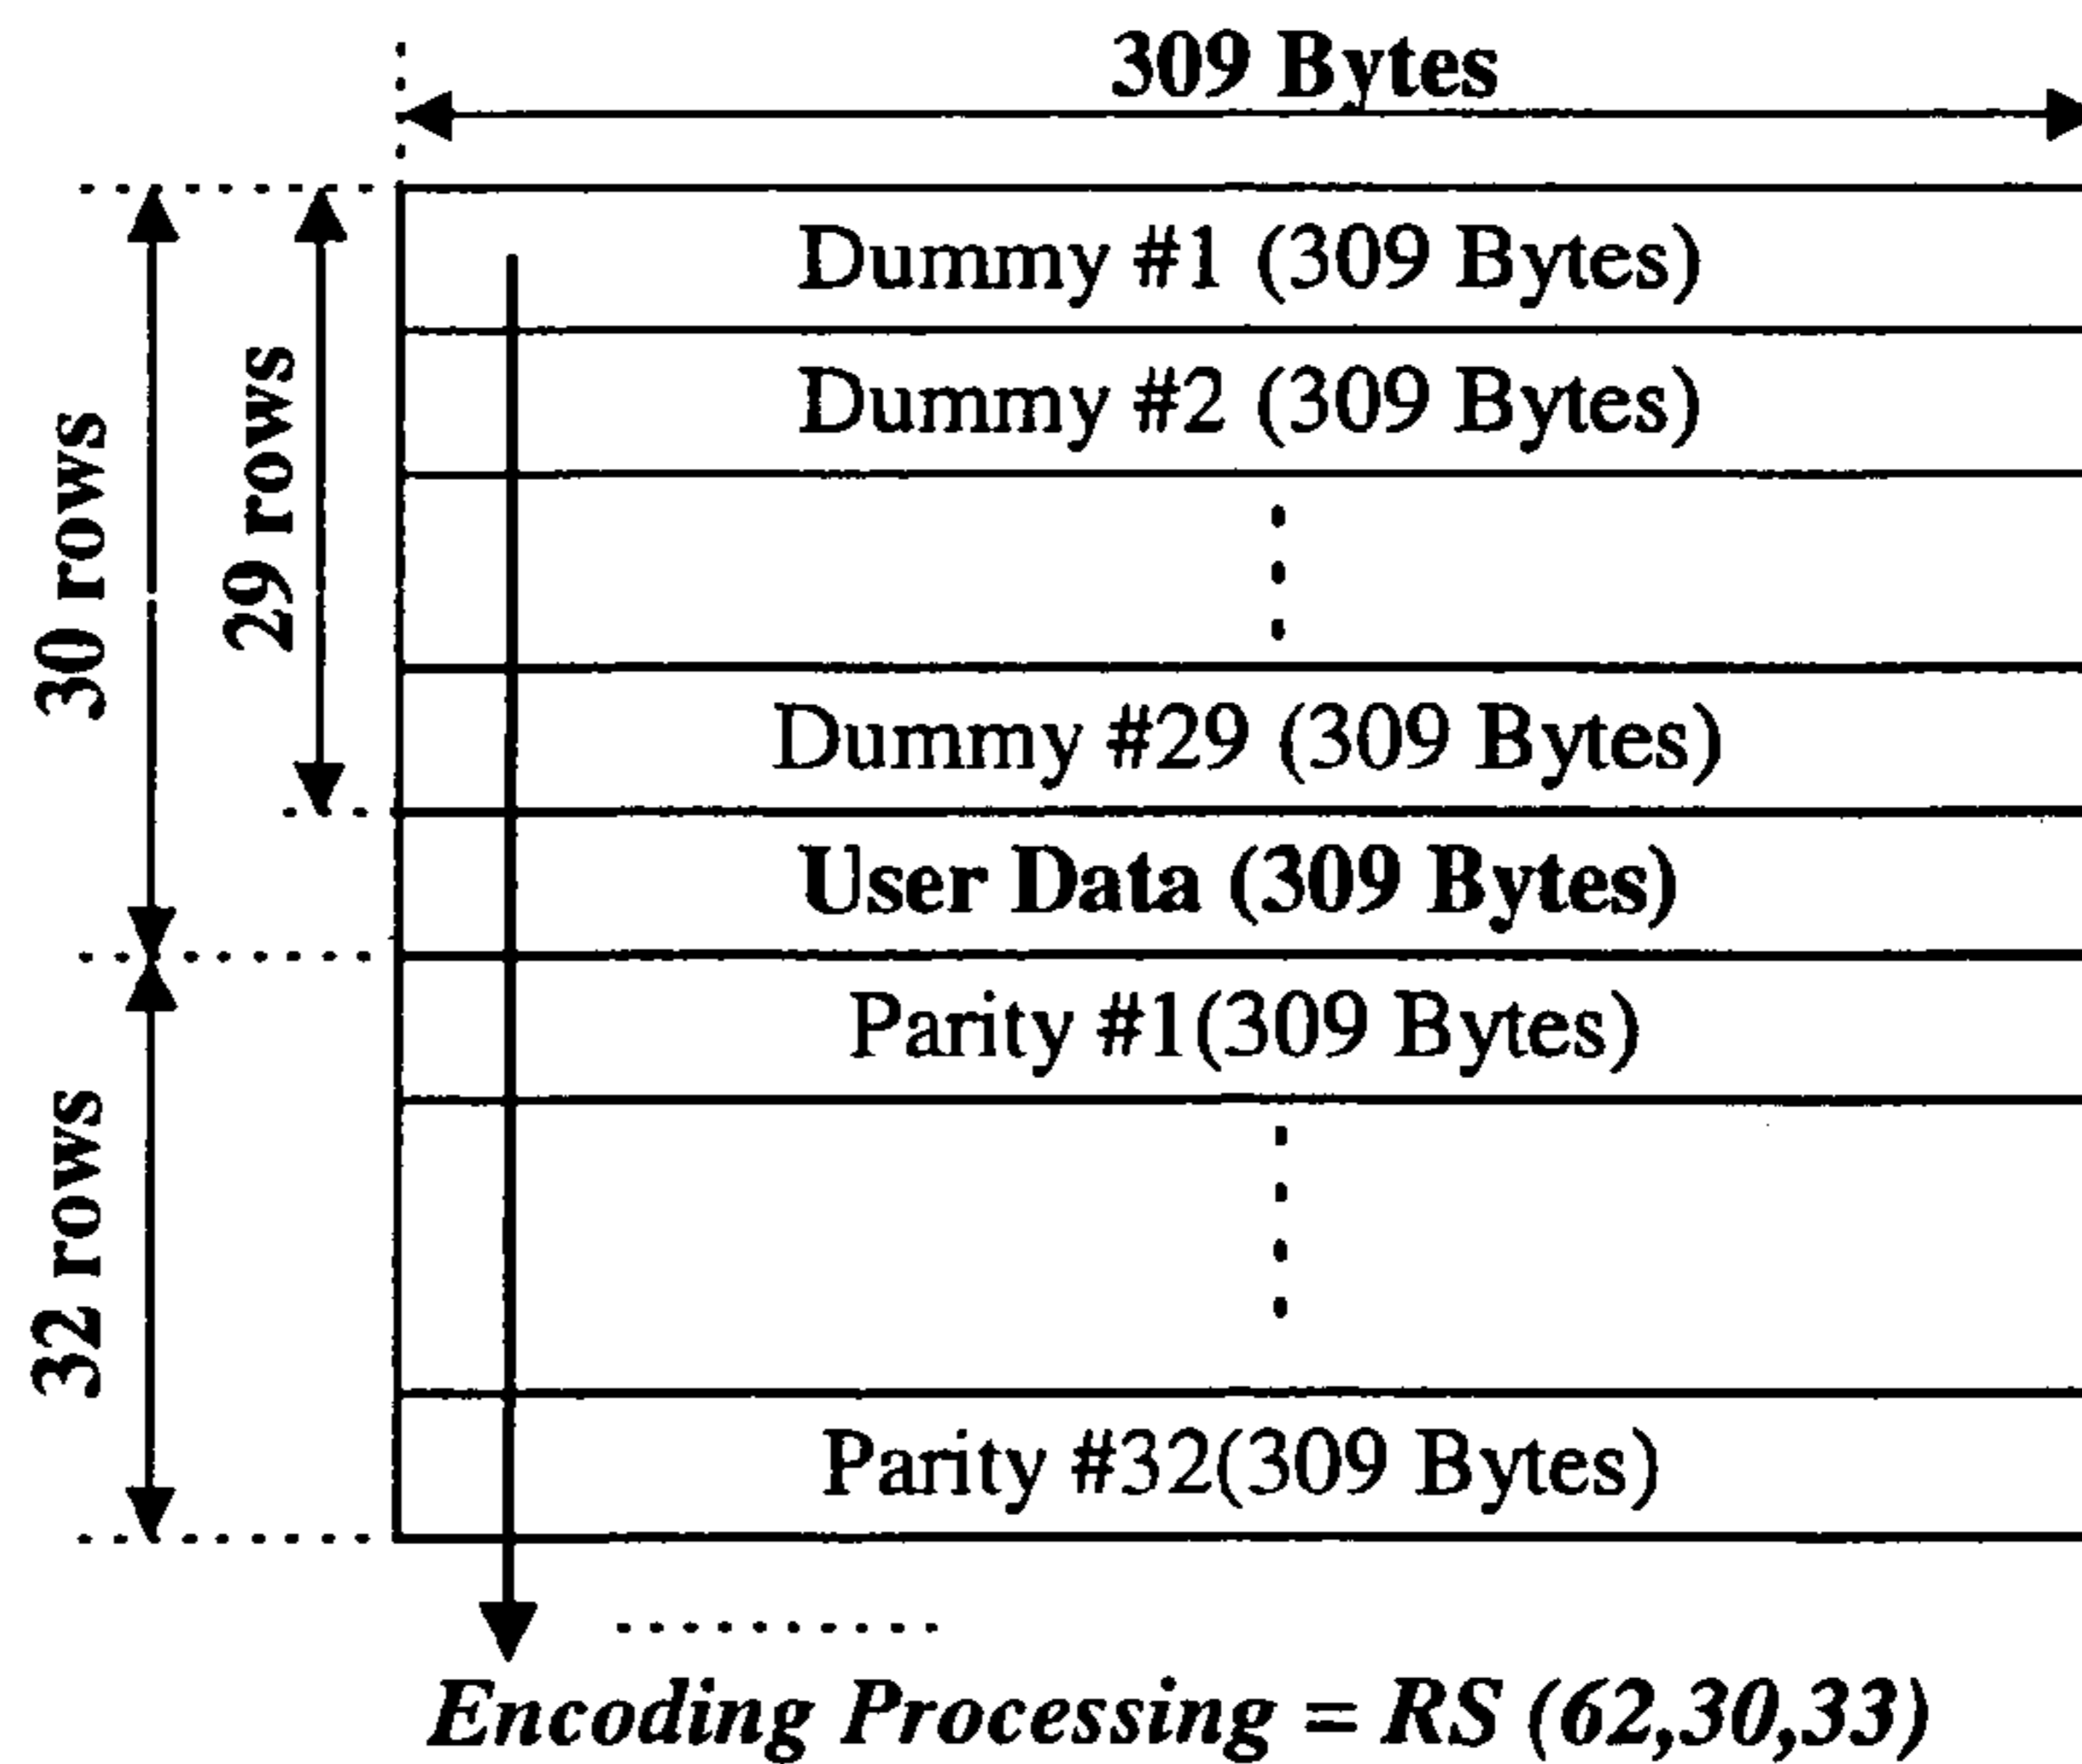 309 Bytes
Dummy #1 (309 Bytes)
Dummy #2 (309 Bytes)
30 rows
29 rows
Dummy #29 (309 Bytes)
User Data (309 Bytes)
Parity #1(309 Bytes)
32 rows
Parity #32(309 Bytes)
Encoding Processing = RS (62,30,33)